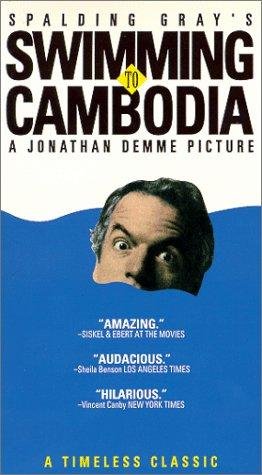 SPALDING GRAY'S
SWIMMING
TO
CAMBODIA
A JONATHAN DEMME PICTURE
“AMAZING.”
–SISKEL & EBERT AT THE MOVIES
“AUDACIOUS.”
–Sheila Benson LOS ANGELES TIMES
“HILARIOUS.”
–Vincent Canby NEW YORK TIMES
A TIMELESS CLASSIC